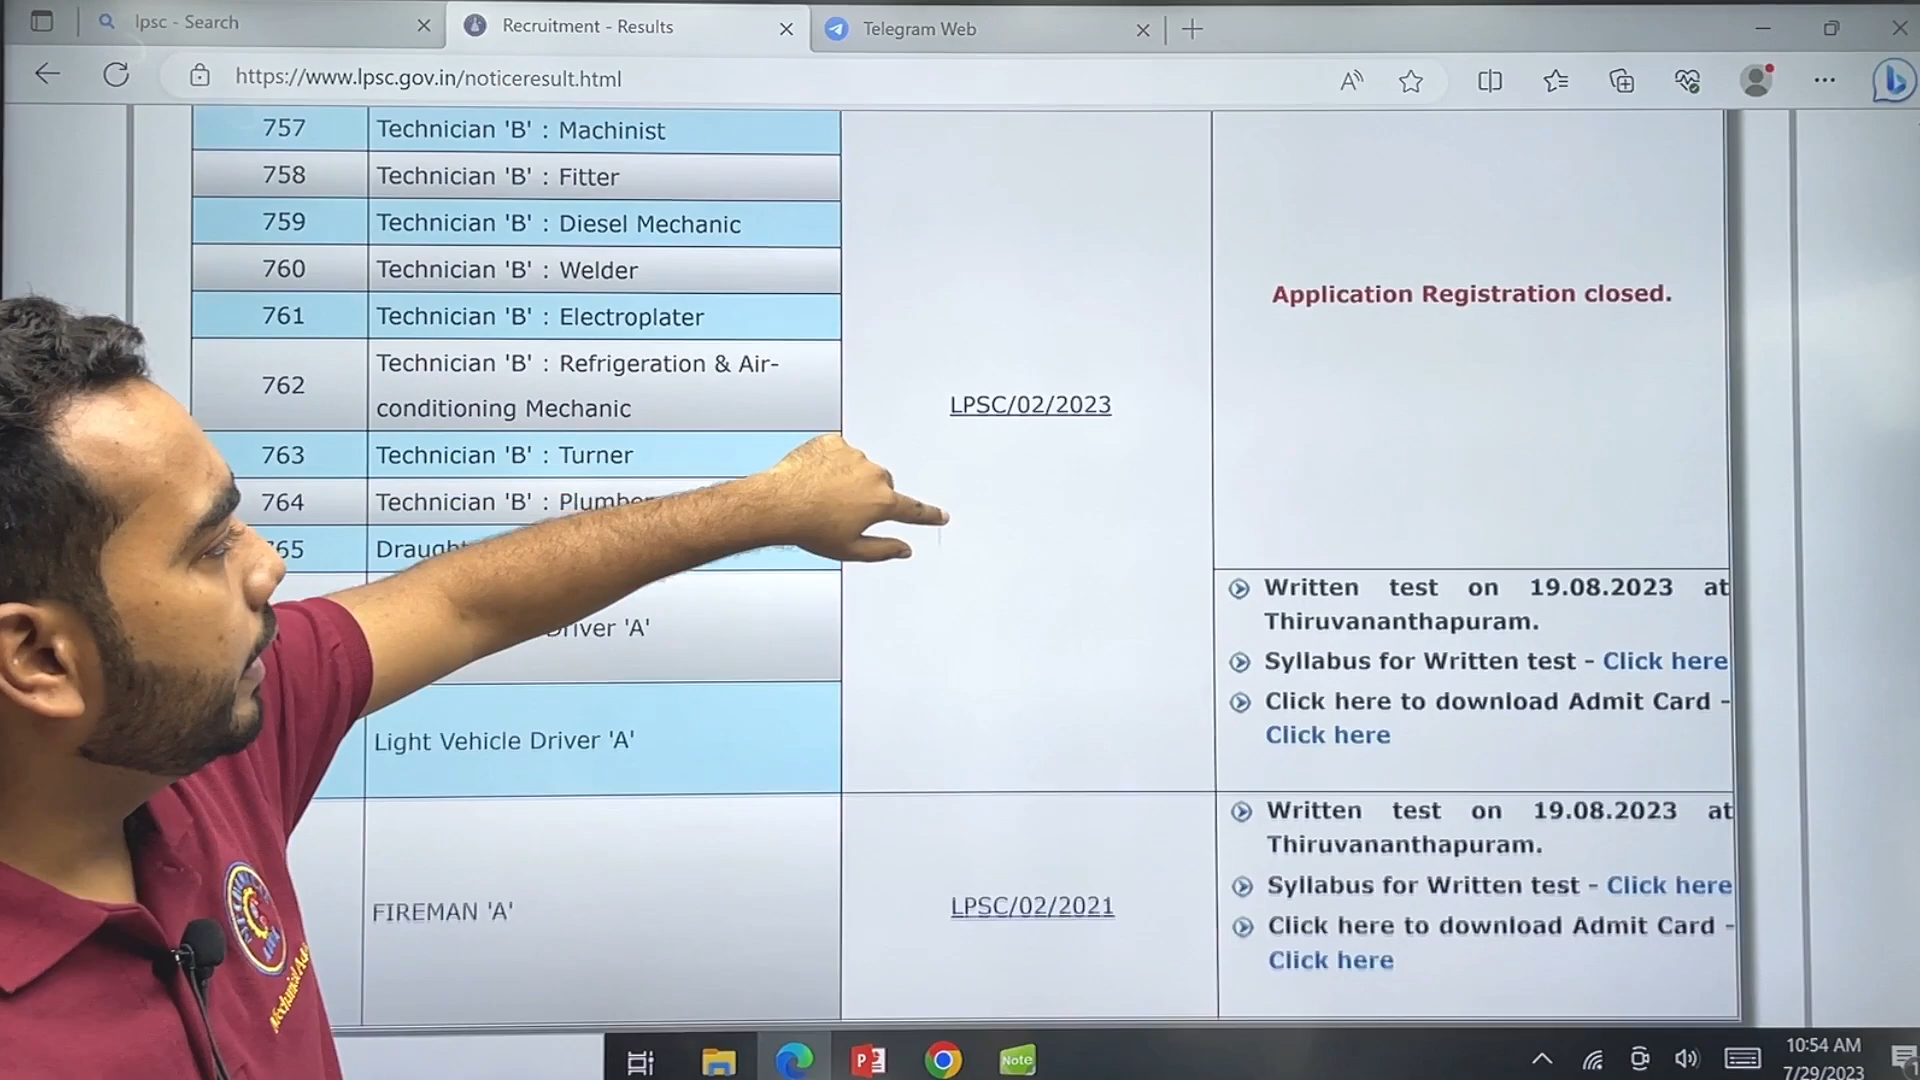 lpsc - Search
Recruitment - Results
Telegram Web
https://www.lpsc.gov.in/noticeresult.html
757 Technician 'B' : Machinist
758 Technician 'B' : Fitter
759 Technician 'B' : Diesel Mechanic
760 Technician 'B' : Welder
761 Technician 'B' : Electroplater
762 Technician 'B' : Refrigeration & Air-
conditioning Mechanic
763 Technician 'B' : Turner
764 Technician 'B' : Plumber
65
Driver 'A'
Light Vehicle Driver 'A'
FIREMAN 'A'
LPSC/02/2023
LPSC/02/2021
Application Registration closed.
Written test on 19.08.2023 at
Thiruvananthapuram.
Syllabus for Written test - Click here
Click here to download Admit Card -
Click here
Written test on 19.08.2023 at
Thiruvananthapuram.
Syllabus for Written test - Click here
Click here to download Admit Card -
Click here
Note
10:54 AM
7/29/2023